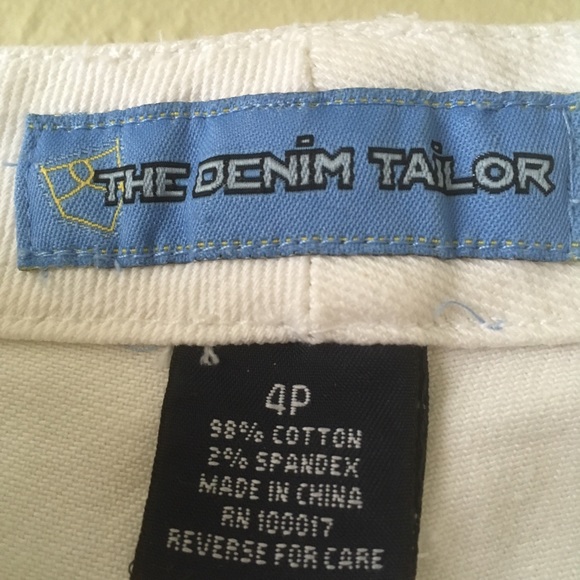 THE DENIM TAILOR
4P
98% COTTON
2% SPANDEX
MADE IN CHINA
RN 100017
REVERSE FOR CARE